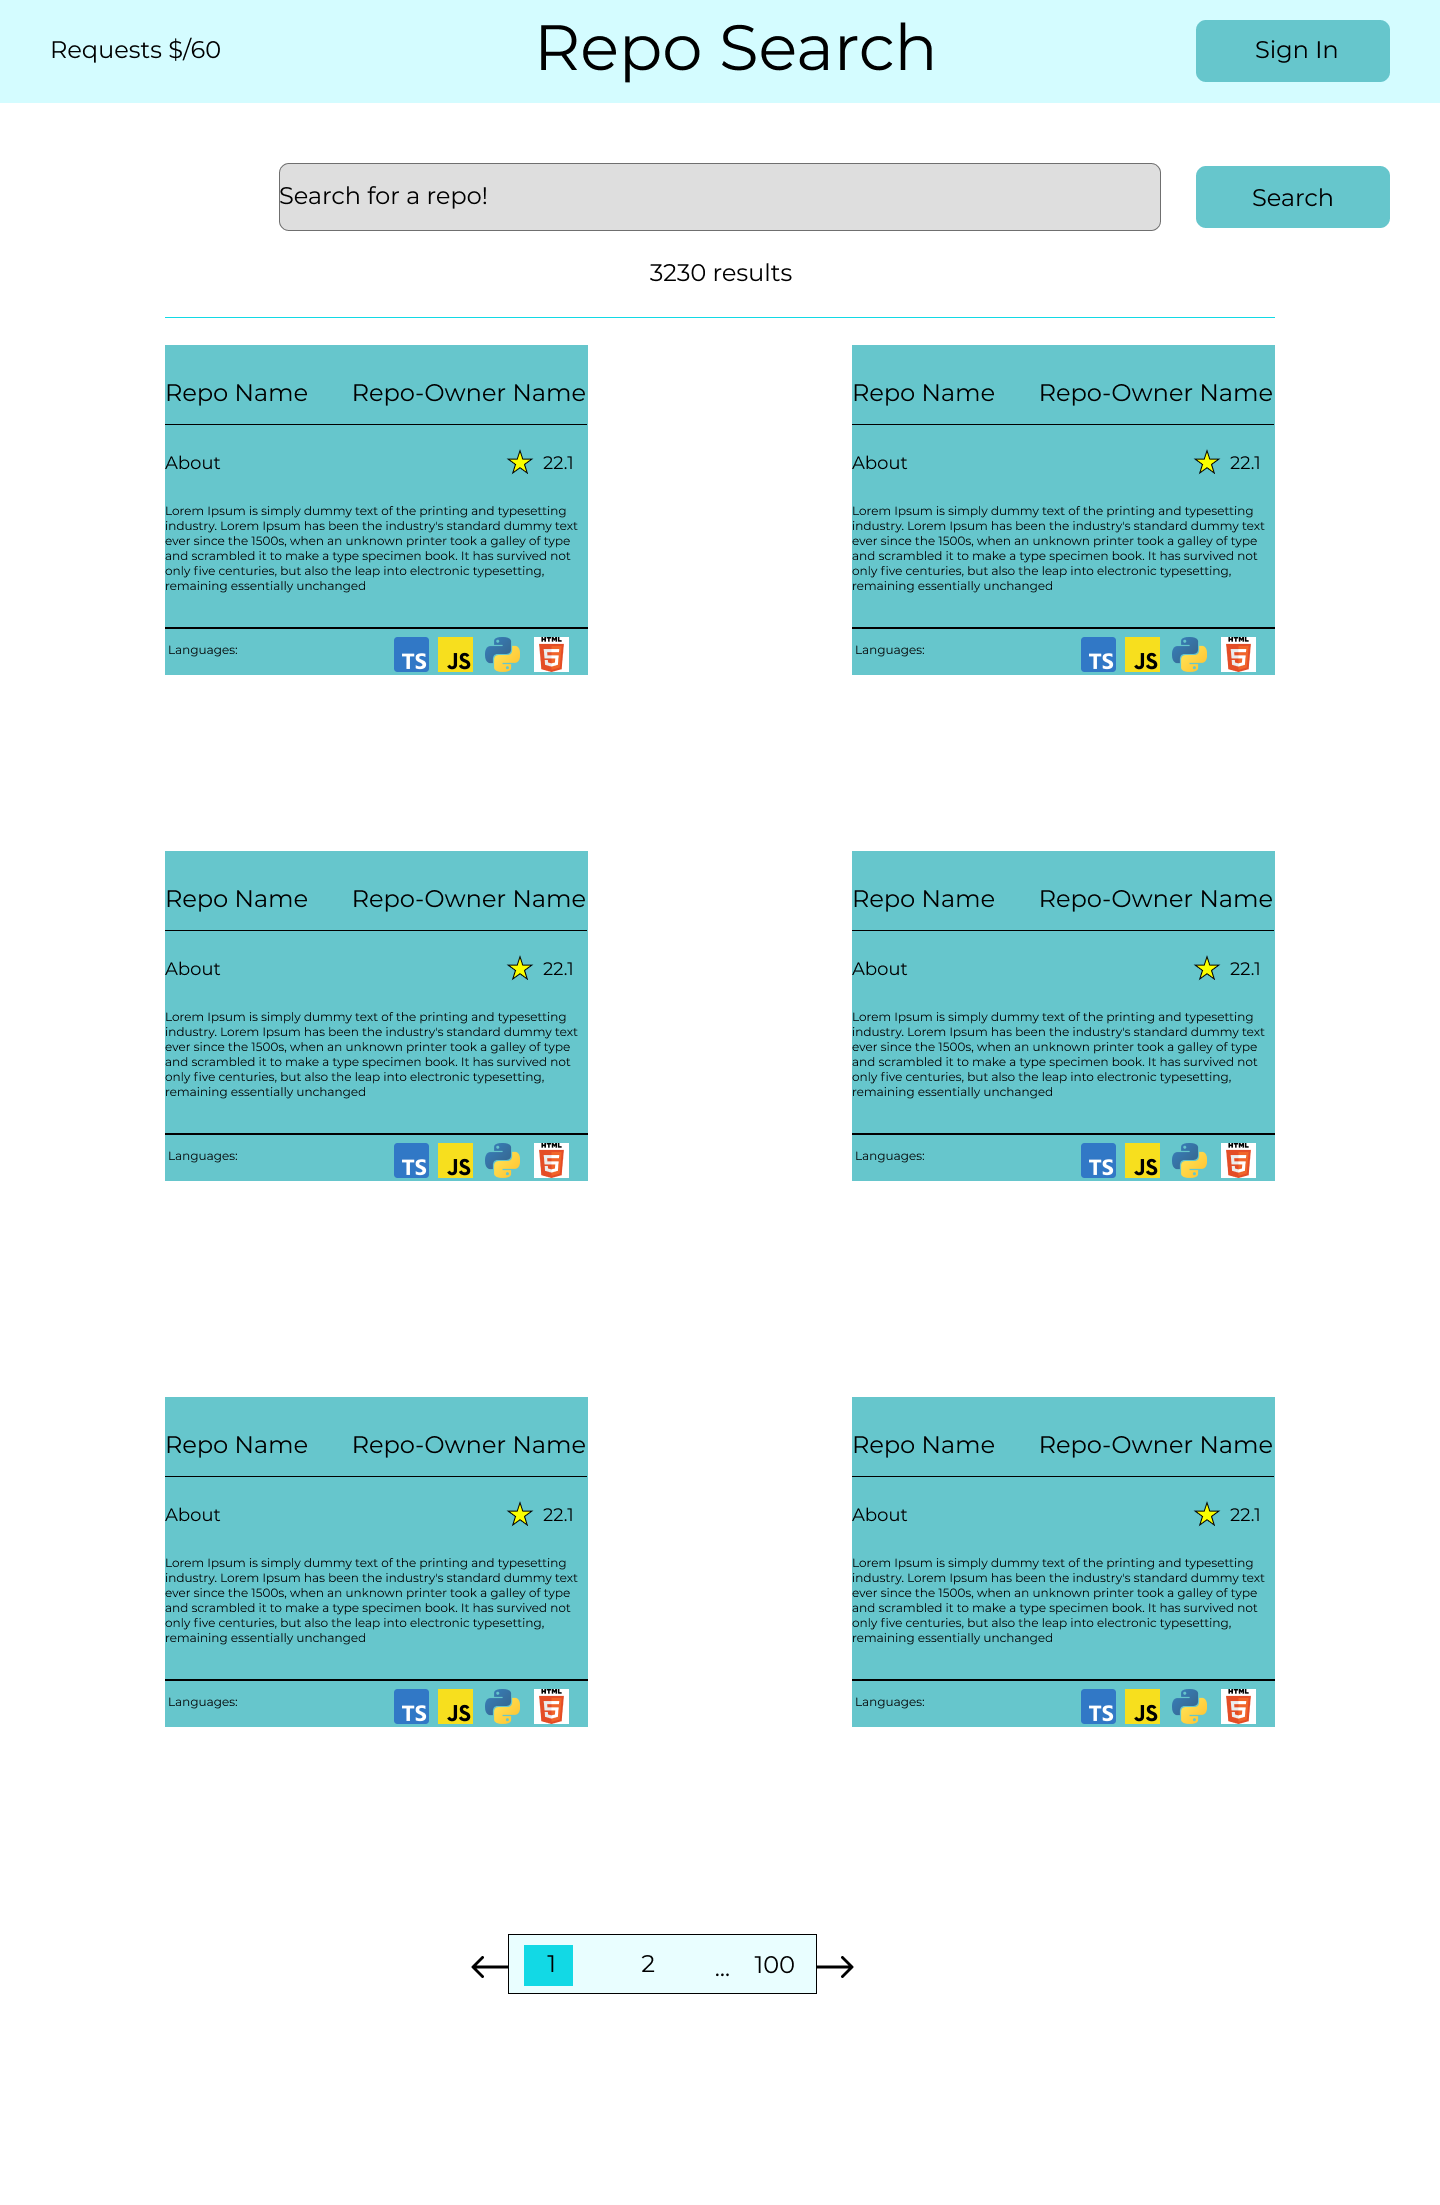 Requests $/60
Repo Search
Sign In
Search for a repo!
Search
3230 results
Repo Name Repo-Owner Name
About 22.1
Lorem Ipsum is simply dummy text of the printing and typesetting
industry. Lorem Ipsum has been the industry's standard dummy text
ever since the 1500s, when an unknown printer took a galley of type
and scrambled it to make a type specimen book. It has survived not
only five centuries, but also the leap into electronic typesetting,
remaining essentially unchanged
Languages: TS JS HTML 5
Repo Name Repo-Owner Name
About 22.1
Lorem Ipsum is simply dummy text of the printing and typesetting
industry. Lorem Ipsum has been the industry's standard dummy text
ever since the 1500s, when an unknown printer took a galley of type
and scrambled it to make a type specimen book. It has survived not
only five centuries, but also the leap into electronic typesetting,
remaining essentially unchanged
Languages: TS JS HTML 5
Repo Name Repo-Owner Name
About 22.1
Lorem Ipsum is simply dummy text of the printing and typesetting
industry. Lorem Ipsum has been the industry's standard dummy text
ever since the 1500s, when an unknown printer took a galley of type
and scrambled it to make a type specimen book. It has survived not
only five centuries, but also the leap into electronic typesetting,
remaining essentially unchanged
Languages: TS JS HTML 5
Repo Name Repo-Owner Name
About 22.1
Lorem Ipsum is simply dummy text of the printing and typesetting
industry. Lorem Ipsum has been the industry's standard dummy text
ever since the 1500s, when an unknown printer took a galley of type
and scrambled it to make a type specimen book. It has survived not
only five centuries, but also the leap into electronic typesetting,
remaining essentially unchanged
Languages: TS JS HTML 5
Repo Name Repo-Owner Name
About 22.1
Lorem Ipsum is simply dummy text of the printing and typesetting
industry. Lorem Ipsum has been the industry's standard dummy text
ever since the 1500s, when an unknown printer took a galley of type
and scrambled it to make a type specimen book. It has survived not
only five centuries, but also the leap into electronic typesetting,
remaining essentially unchanged
Languages: TS JS HTML 5
Repo Name Repo-Owner Name
About 22.1
Lorem Ipsum is simply dummy text of the printing and typesetting
industry. Lorem Ipsum has been the industry's standard dummy text
ever since the 1500s, when an unknown printer took a galley of type
and scrambled it to make a type specimen book. It has survived not
only five centuries, but also the leap into electronic typesetting,
remaining essentially unchanged
Languages: TS JS HTML 5
1 2 ... 100